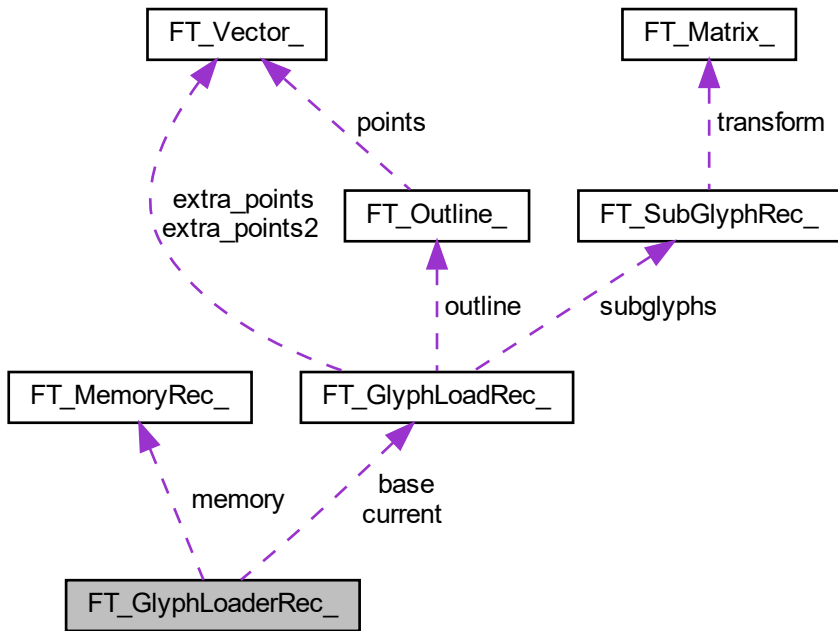 FT_Vector_
FT_Matrix_
points
transform
extra_points
extra_points2
FT_Outline_
FT_SubGlyphRec_
outline
subglyphs
FT_MemoryRec_
FT_GlyphLoadRec_
memory
base
current
FT_GlyphLoaderRec_